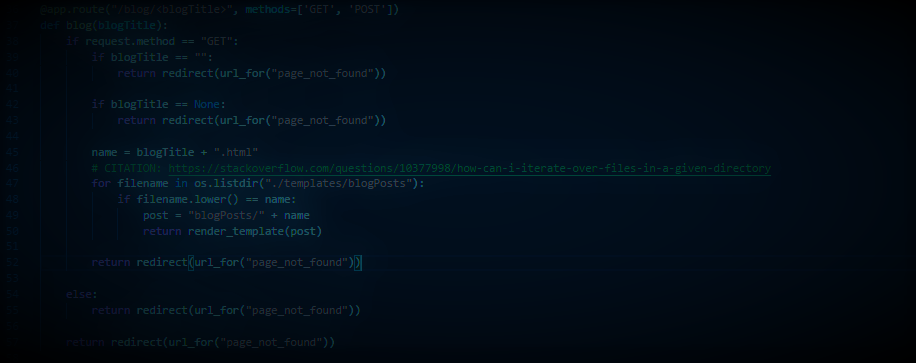 @app.route("/blog/<blogTitle>", methods=['GET', 'POST'])
def blog(blogTitle):
if request.method == "GET":
if blogTitle == "":
return redirect(url_for("page_not_found"))
if blogTitle == None:
return redirect(url_for("page_not_found"))
name = blogTitle + ".html"
# CITATION: https://stackoverflow.com/questions/10377998/how-can-i-iterate-over-files-in-a-given-directory
for filename in os.listdir("./templates/blogPosts"):
if filename.lower() == name:
post = "blogPosts/" + name
return render_template(post)
return redirect(url_for("page_not_found"))
else:
return redirect(url_for("page_not_found"))
return redirect(url_for("page_not_found"))